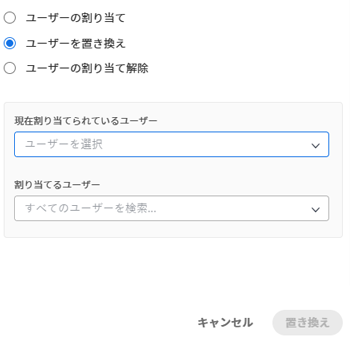 ユーザーの割り当て
ユーザーを置き換え
ユーザーの割り当て解除
現在割り当てられているユーザー
ユーザーを選択
割り当てるユーザー
すべてのユーザーを検索...
キャンセル
置き換え